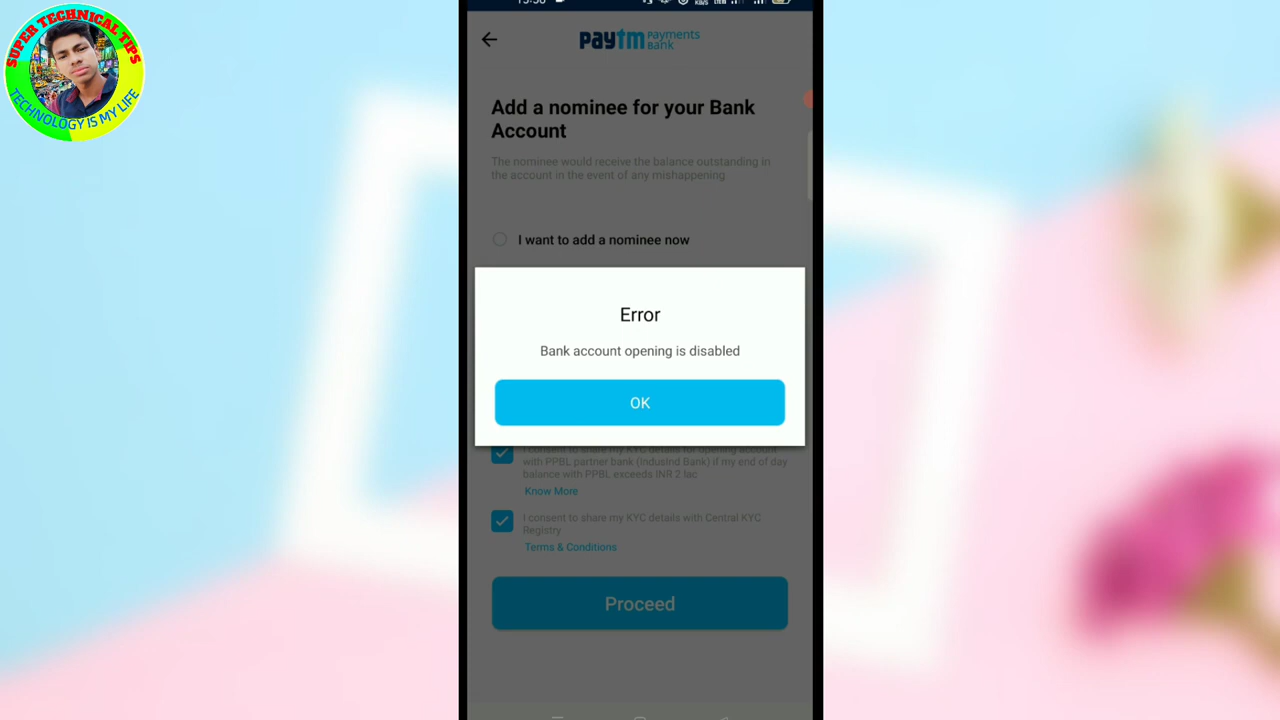 SUPER TECHNICAL TIPS
TECHNOLOGY IS MY LIFE
paytm Payments Bank
Add a nominee for your Bank
Account
The nominee would receive the balance outstanding in
the account in the event of any mishappening
I want to add a nominee now
Error
Bank account opening is disabled
OK
I consent to share my KYC details for opening account
with PPBL partner bank (Indusind Bank) if my end of day
balance with PPBL exceeds INR 2 lac
Know More
I consent to share my KYC details with Central KYC
Registry
Terms & Conditions
Proceed